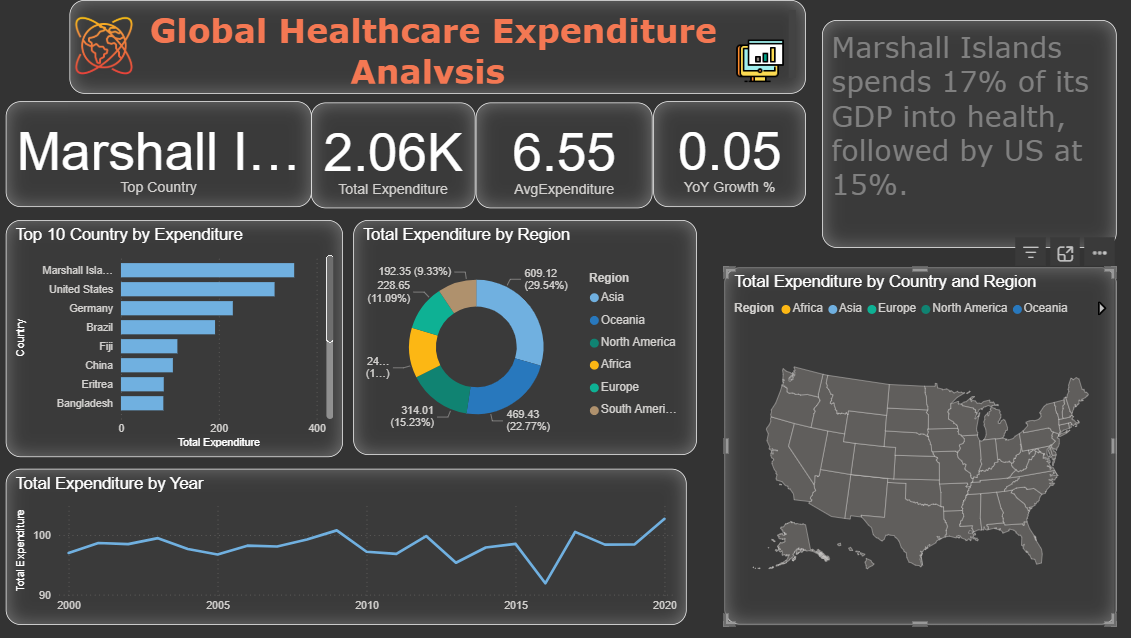 Global Healthcare Expenditure
Analysis
Marshall Islands
spends 17% of its
GDP into health,
followed by US at
15%.
Marshall I...
Top Country
2.06K
Total Expenditure
6.55
AvgExpenditure
0.05
YoY Growth %
Top 10 Country by Expenditure
Country
Marshall Isla...
United States
Germany
Brazil
Fiji
China
Eritrea
Bangladesh
0 200 400
Total Expenditure
Total Expenditure by Region
192.35 (9.33%)
228.65
(11.09%)
24...
(1...)
314.01
(15.23%)
609.12
(29.54%)
469.43
(22.77%)
Region
Asia
Oceania
North America
Africa
Europe
South Ameri...
Total Expenditure by Country and Region
Region Africa Asia Europe North America Oceania
Total Expenditure by Year
Total Expenditure
100
90
2000 2005 2010 2015 2020